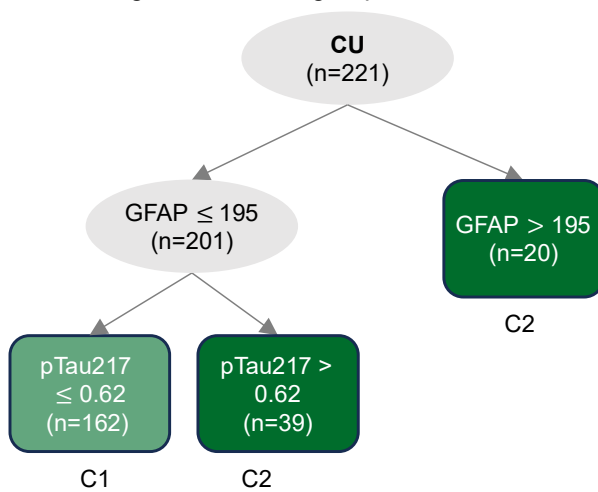 CU
(n=221)
GFAP ≤ 195
(n=201)
GFAP > 195
(n=20)
C2
pTau217
≤ 0.62
(n=162)
pTau217 >
0.62
(n=39)
C1
C2